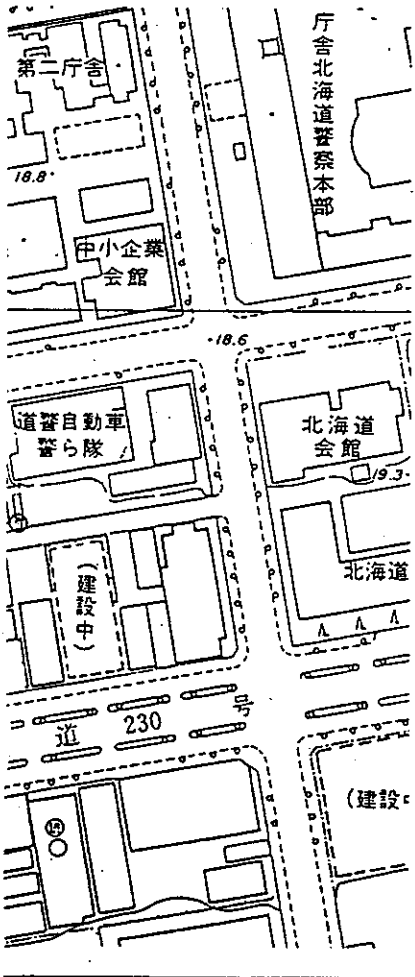 第二庁舎
庁舎北海道警察本部
18.8
中小企業
会館
18.6
道警自動車
警ら隊
北海道
会館
19.3
(建設中)
北海道
道 230 号
(建設